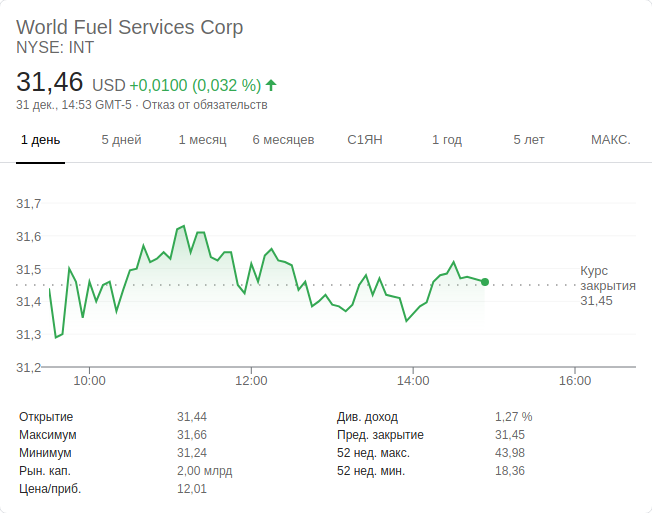 World Fuel Services Corp
NYSE: INT
31,46 USD +0,0100 (0,032 %)
31 дек., 14:53 GMT-5 · Отказ от обязательств
1 день 5 дней 1 месяц 6 месяцев С1ЯН 1 год 5 лет МАКС.
31,7
31,6
31,5
31,4
31,3
31,2
Курс
закрытия
31,45
10:00 12:00 14:00 16:00
Открытие 31,44
Максимум 31,66
Минимум 31,24
Рын. кап. 2,00 млрд
Цена/приб. 12,01
Див. доход 1,27 %
Пред. закрытие 31,45
52 нед. макс. 43,98
52 нед. мин. 18,36